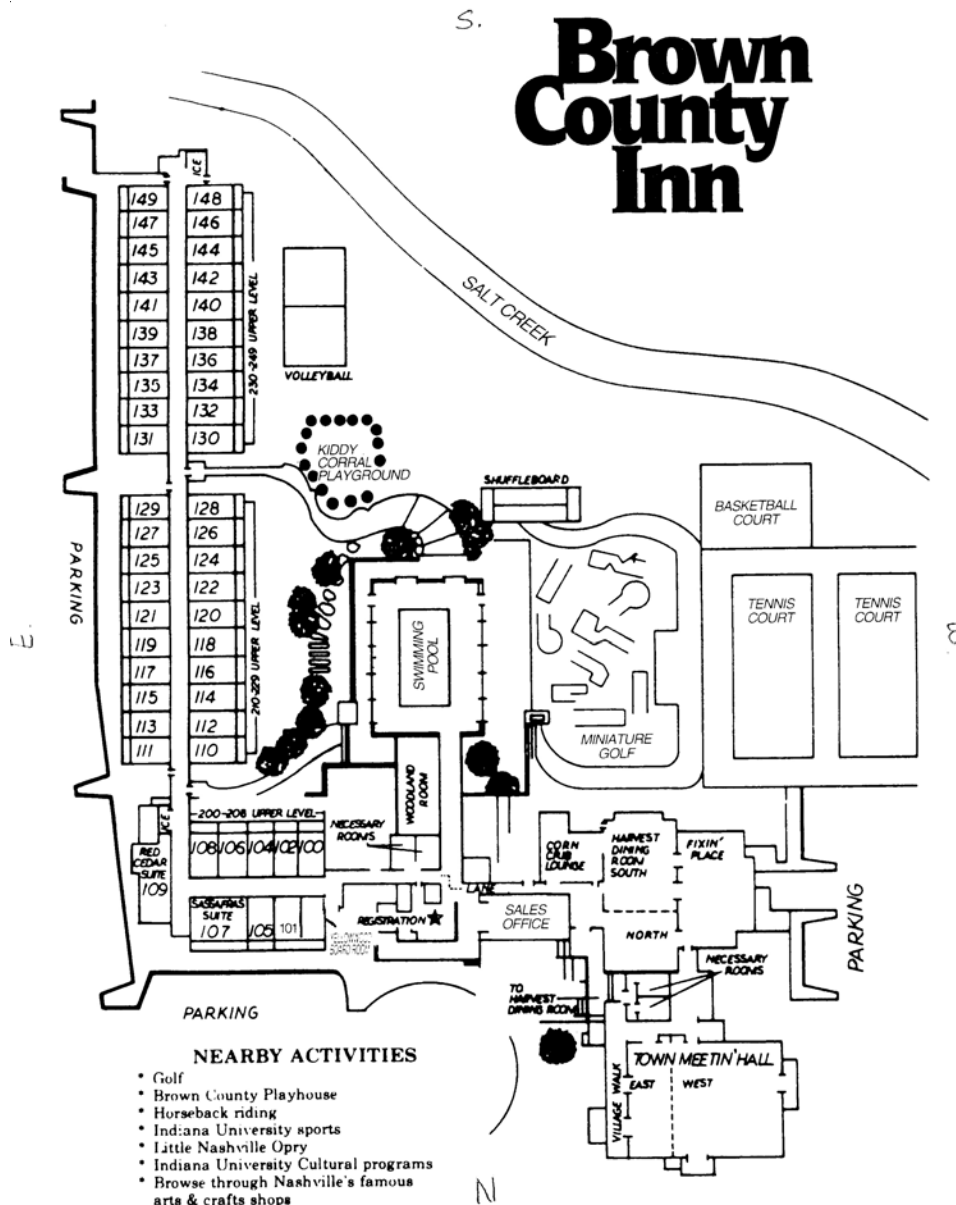 S.
Brown
County
Inn
ICE
149 148
147 146
145 144
143 142
141 140
139 138
137 136
135 134
133 132
131 130
230-249 UPPER LEVEL
VOLLEYBALL
SALT CREEK
KIDDY
CORRAL
PLAYGROUND
SHUFFLEBOARD
BASKETBALL
COURT
129 128
127 126
125 124
123 122
121 120
119 118
117 116
115 114
113 112
111 110
210-229 UPPER LEVEL
PARKING
E.
SWIMMING
POOL
TENNIS
COURT
TENNIS
COURT
MINIATURE
GOLF
WOODLAND
ROOM
ICE
200-208 UPPER LEVEL
NECESSARY
ROOMS
108 106 104 102 100
RED
CEDAR
SUITE
109
CORN
CRIB
LOUNGE
HARVEST
DINING
ROOM
SOUTH
FIXIN'
PLACE
SASSAFRAS
SUITE
107 105 101
REGISTRATION
LANE
SALES
OFFICE
NORTH
PARKING
BOARD ROOM
NECESSARY
ROOMS
TO
HARVEST
DINING ROOM
PARKING
TOWN MEETIN' HALL
EAST WEST
VILLAGE WALK
NEARBY ACTIVITIES
* Golf
* Brown County Playhouse
* Horseback riding
* Indiana University sports
* Little Nashville Opry
* Indiana University Cultural programs
* Browse through Nashville's famous
arts & crafts shops
N